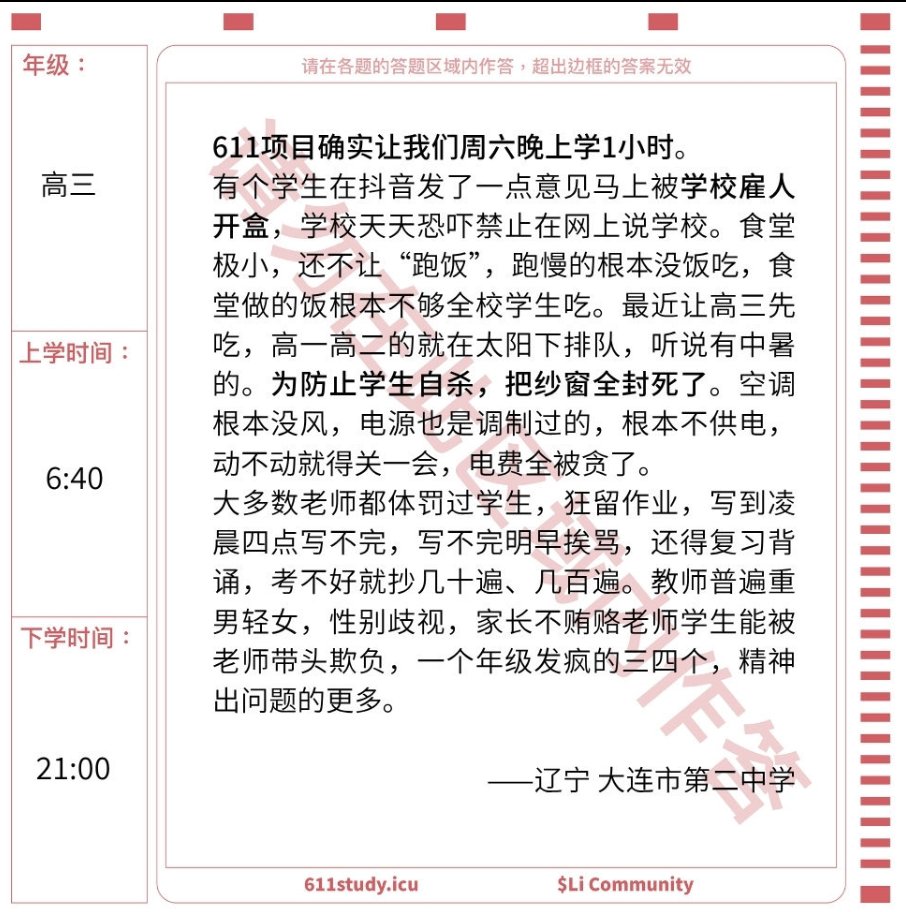 年级：
高三
上学时间：
6:40
下学时间：
21:00
请在各题的答题区域内作答，超出边框的答案无效
611项目确实让我们周六晚上学1小时。
有个学生在抖音发了一点意见马上被学校雇人
开盒，学校天天恐吓禁止在网上说学校。食堂
极小，还不让“跑饭”，跑慢的根本没饭吃，食
堂做的饭根本不够全校学生吃。最近让高三先
吃，高一高二的就在太阳下排队，听说有中暑
的。为防止学生自杀，把纱窗全封死了。空调
根本没风，电源也是调制过的，根本不供电，
动不动就得关一会，电费全被贪了。
大多数老师都体罚过学生，狂留作业，写到凌
晨四点写不完，写不完明早挨骂，还得复习背
诵，考不好就抄几十遍、几百遍。教师普遍重
男轻女，性别歧视，家长不贿赂老师学生能被
老师带头欺负，一个年级发疯的三四个，精神
出问题的更多。
——辽宁 大连市第二中学
请勿在此区域内作答
611study.icu
$Li Community